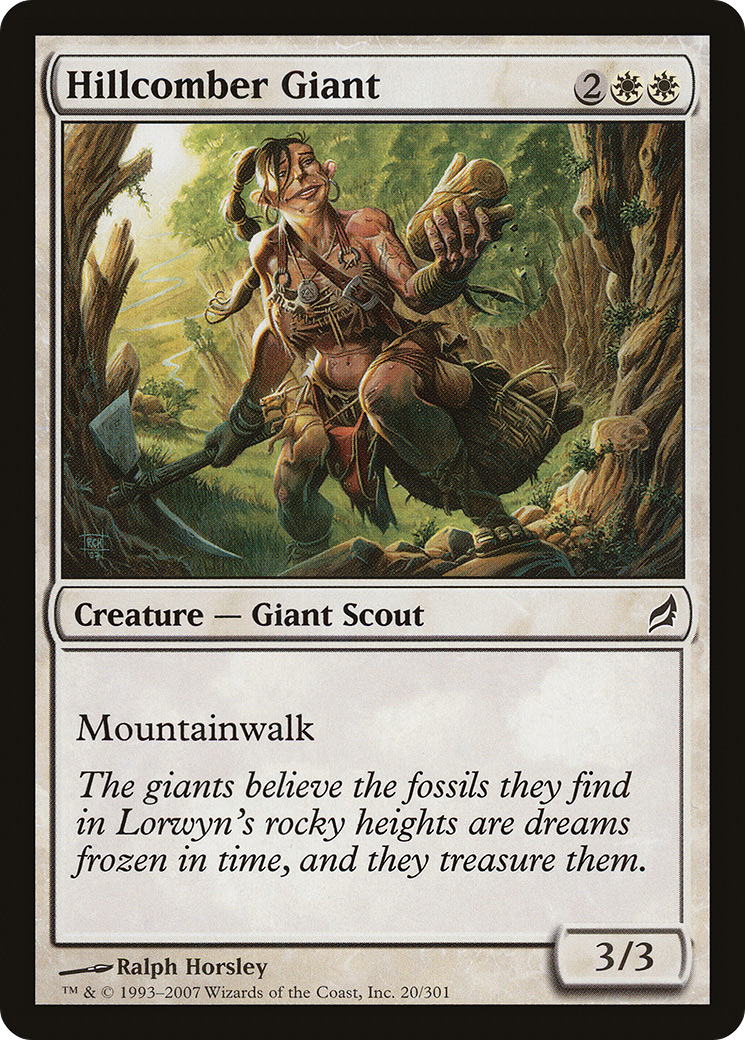 Hillcomber Giant 2
RCH
'07
Creature — Giant Scout
Mountainwalk
The giants believe the fossils they find
in Lorwyn's rocky heights are dreams
frozen in time, and they treasure them.
3/3
Ralph Horsley
™ & © 1993–2007 Wizards of the Coast, Inc. 20/301